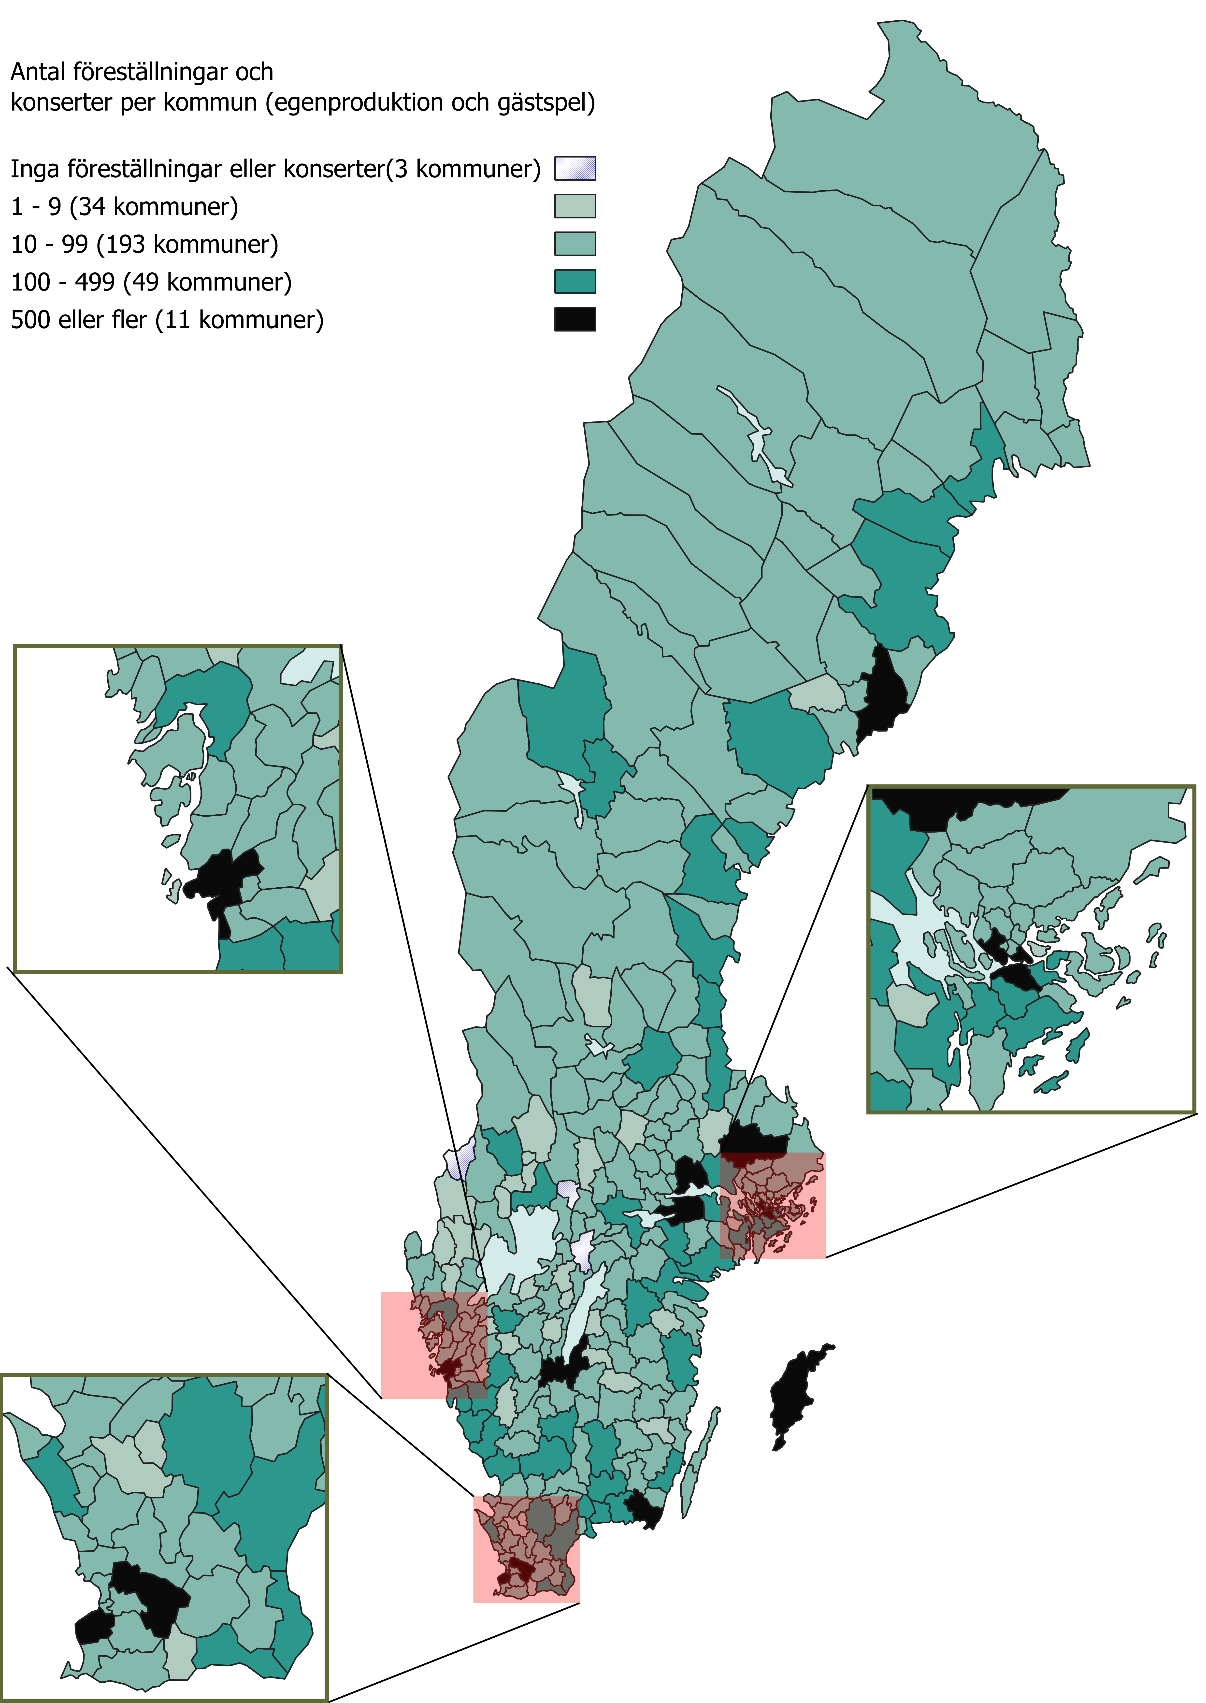 Antal föreställningar och
konserter per kommun (egenproduktion och gästspel)
Inga föreställningar eller konserter(3 kommuner)
1 - 9 (34 kommuner)
10 - 99 (193 kommuner)
100 - 499 (49 kommuner)
500 eller fler (11 kommuner)